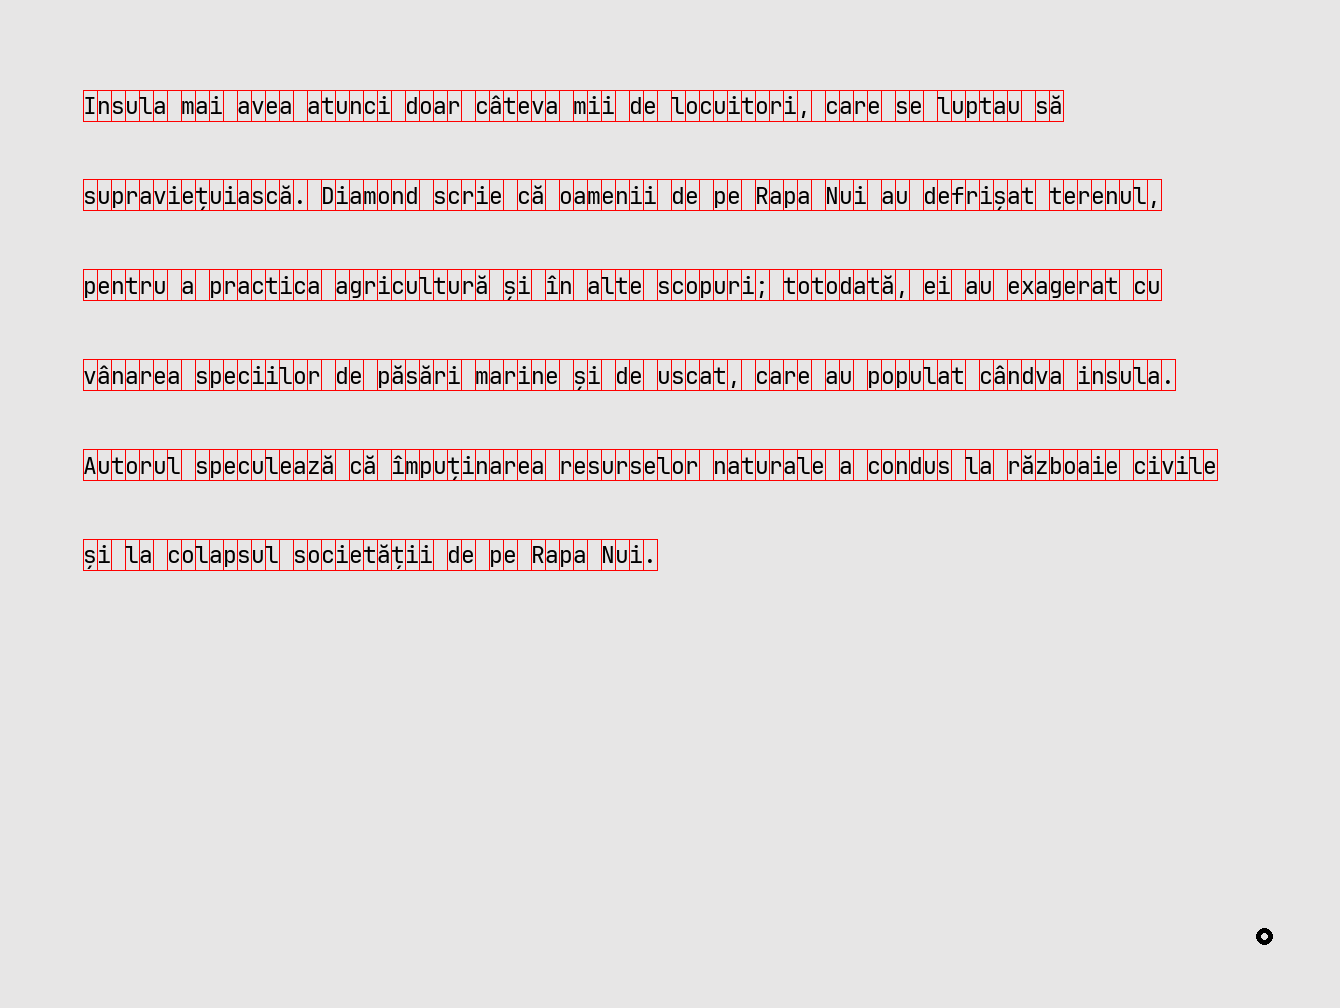 Insula mai avea atunci doar câteva mii de locuitori, care se luptau să
supraviețuiască. Diamond scrie că oamenii de pe Rapa Nui au defrișat terenul,
pentru a practica agricultură și în alte scopuri; totodată, ei au exagerat cu
vânarea speciilor de păsări marine și de uscat, care au populat cândva insula.
Autorul speculează că împuținarea resurselor naturale a condus la războaie civile
și la colapsul societății de pe Rapa Nui.